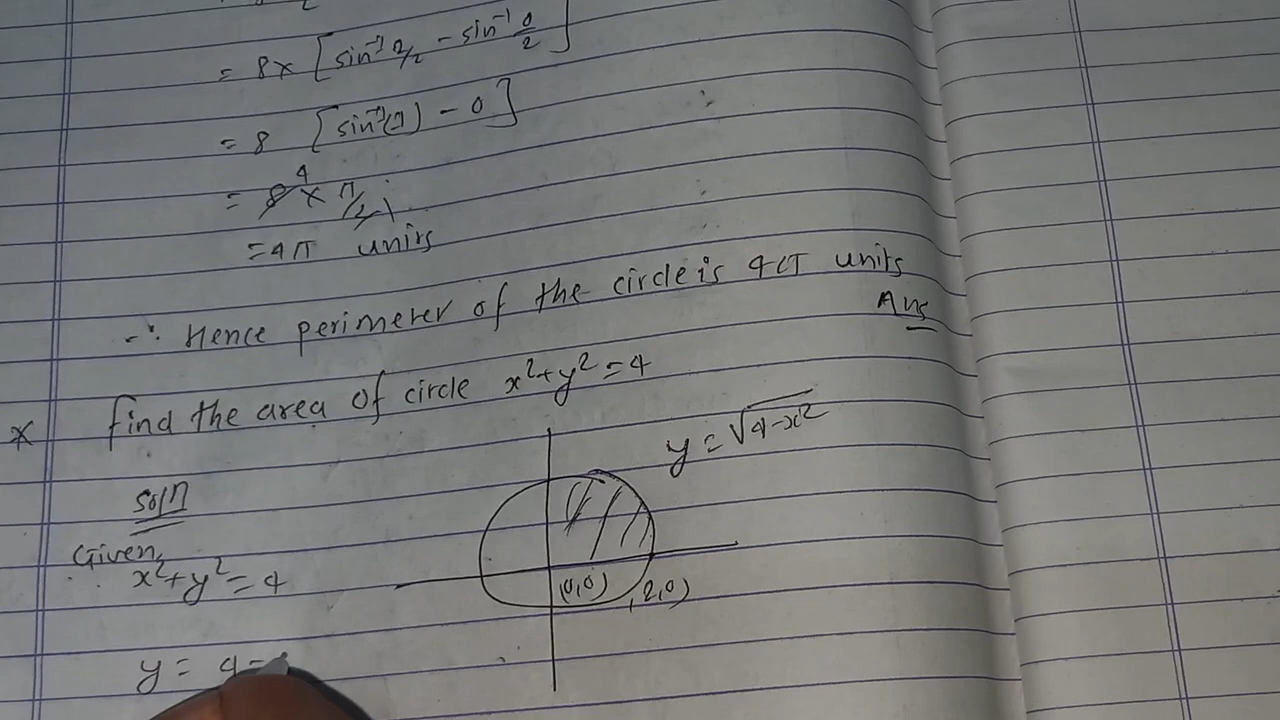 = 8x [sin⁻¹ 2/2 - sin⁻¹ 0/2]
= 8 [sin⁻¹(1) - 0]
= 8 4 x π/2 1
= 4π units
∴ Hence perimeter of the circle is 4π units
Ans
* find the area of circle x²+y²=4
y = √4-x²
Soln
Given,
x²+y²=4
(0,0) (2,0)
y = 4-